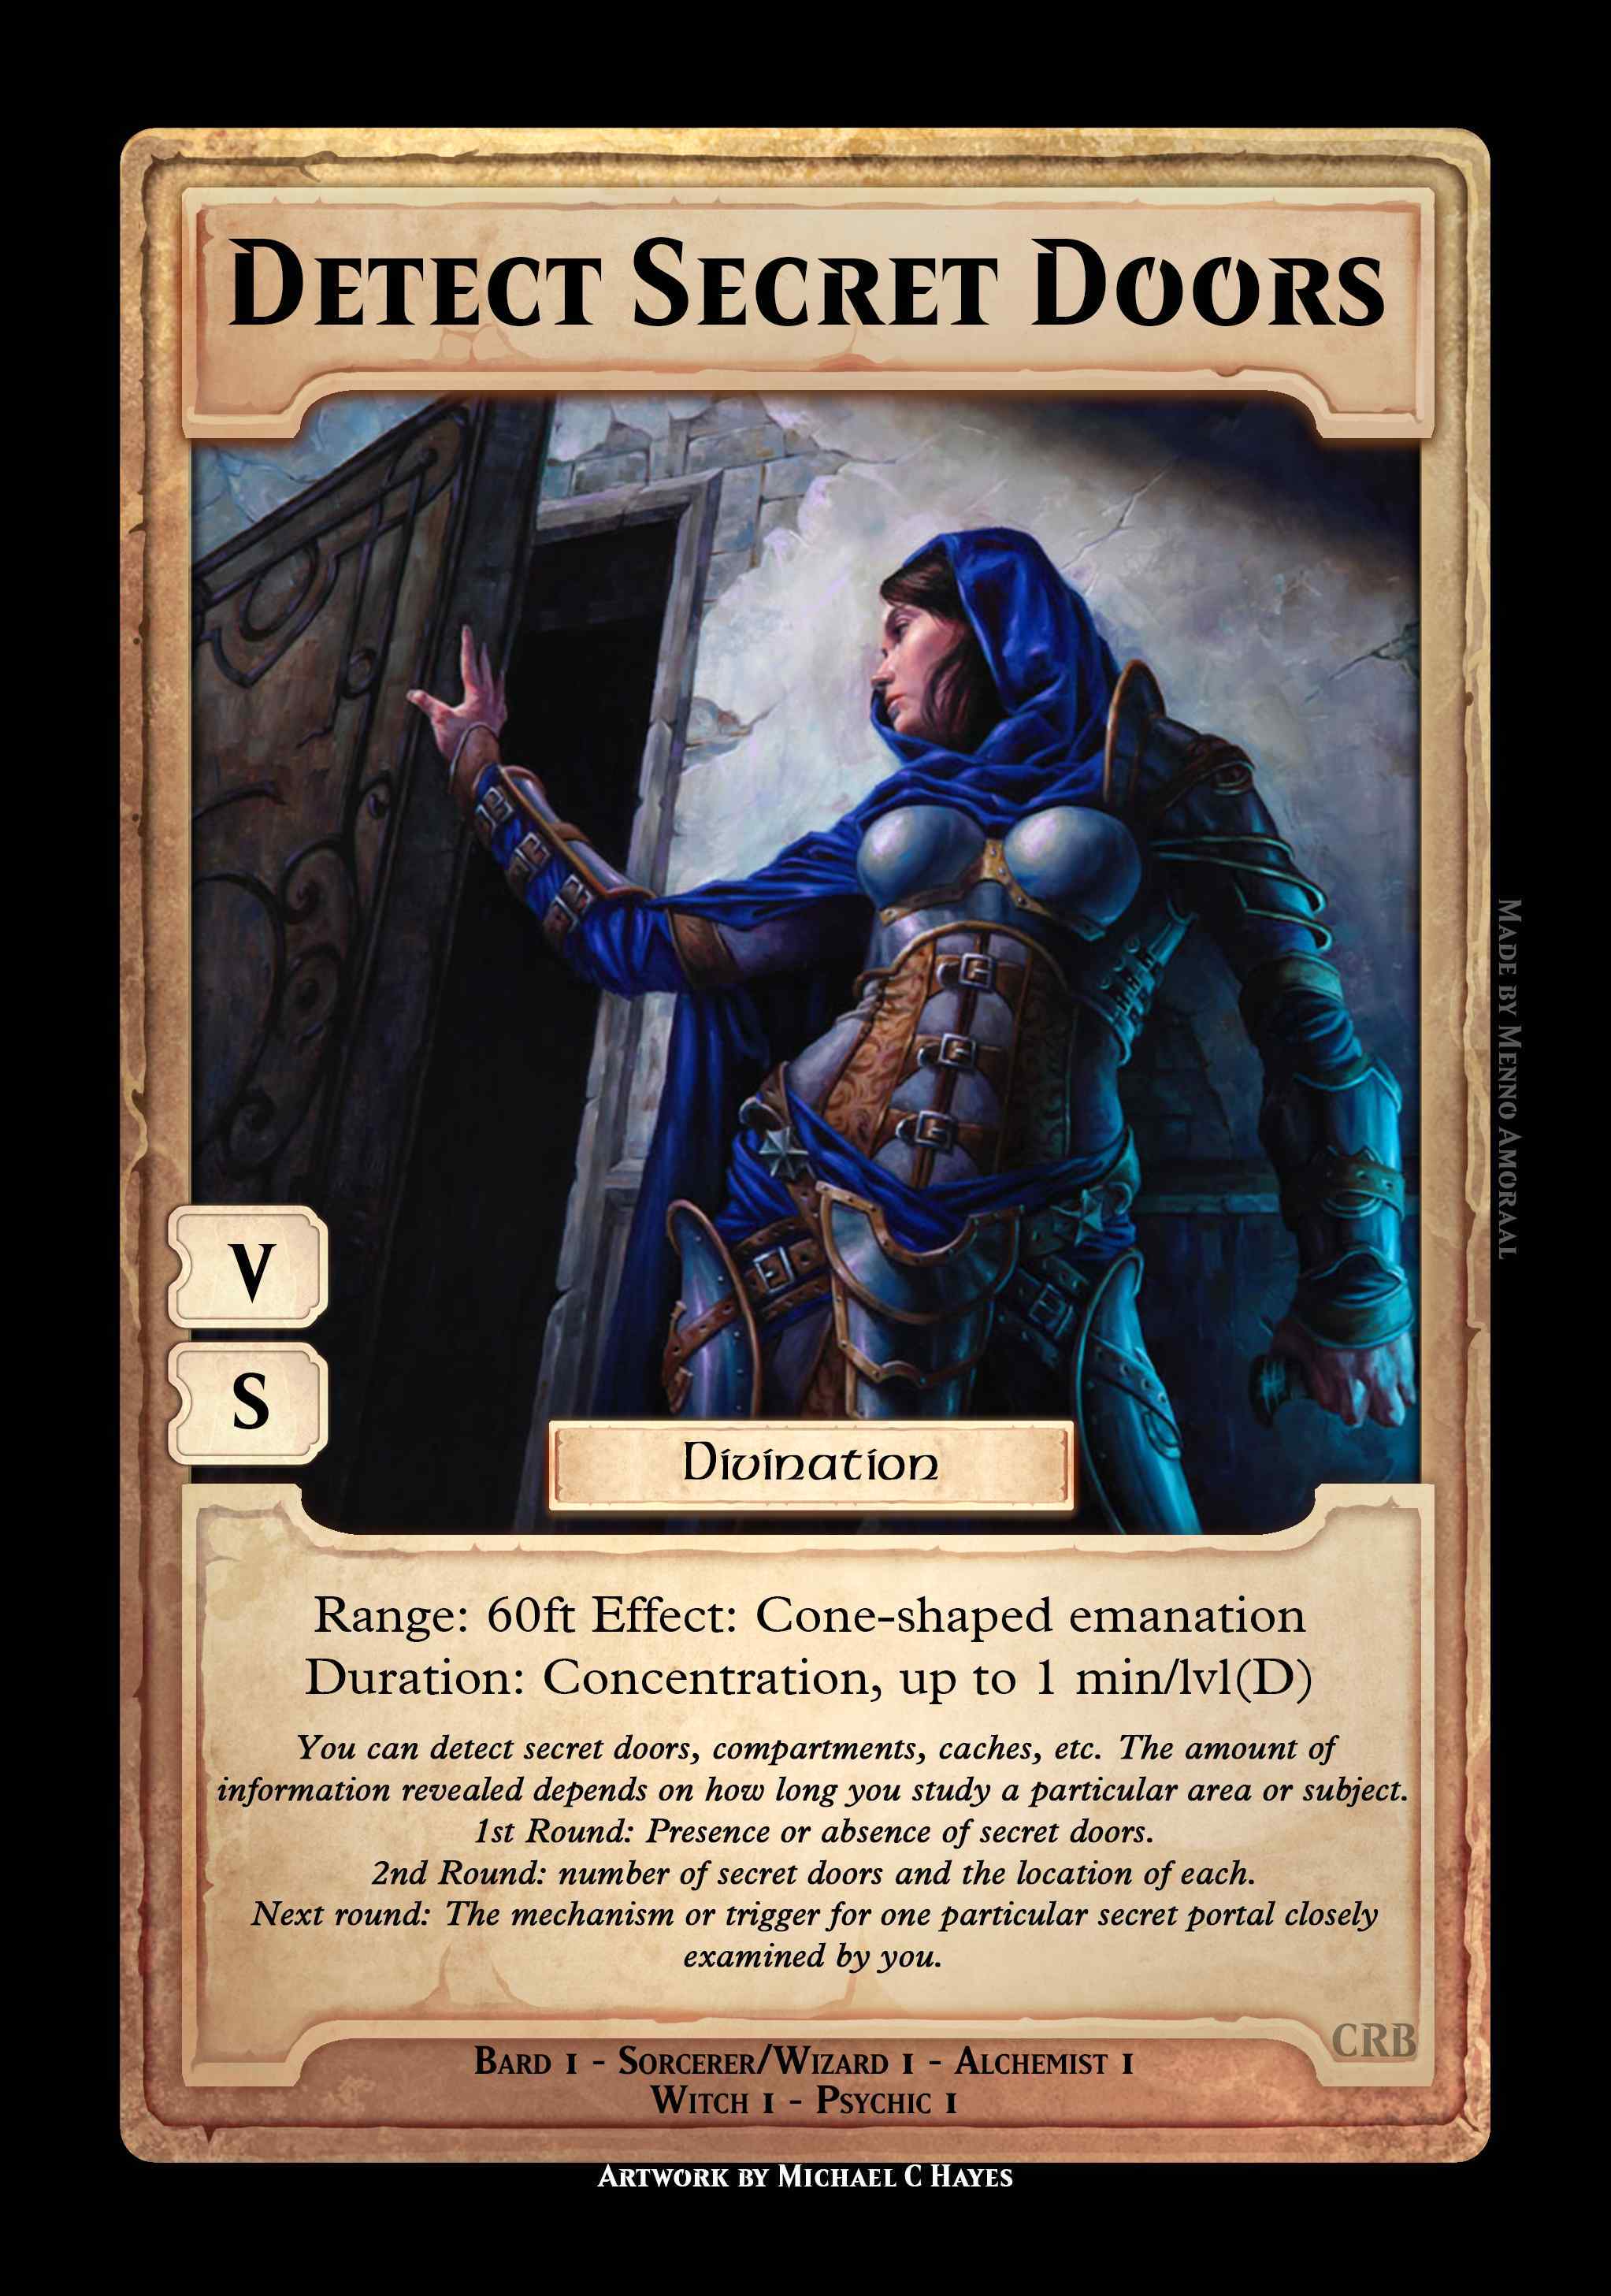 Detect Secret Doors
V
S
Divination
Range: 60ft Effect: Cone-shaped emanation
Duration: Concentration, up to 1 min/lvl(D)
You can detect secret doors, compartments, caches, etc. The amount of
information revealed depends on how long you study a particular area or subject.
1st Round: Presence or absence of secret doors.
2nd Round: number of secret doors and the location of each.
Next round: The mechanism or trigger for one particular secret portal closely
examined by you.
CRB
Bard 1 - Sorcerer/Wizard 1 - Alchemist 1
Witch 1 - Psychic 1
Artwork by Michael C Hayes
Made by Menno Amoraal